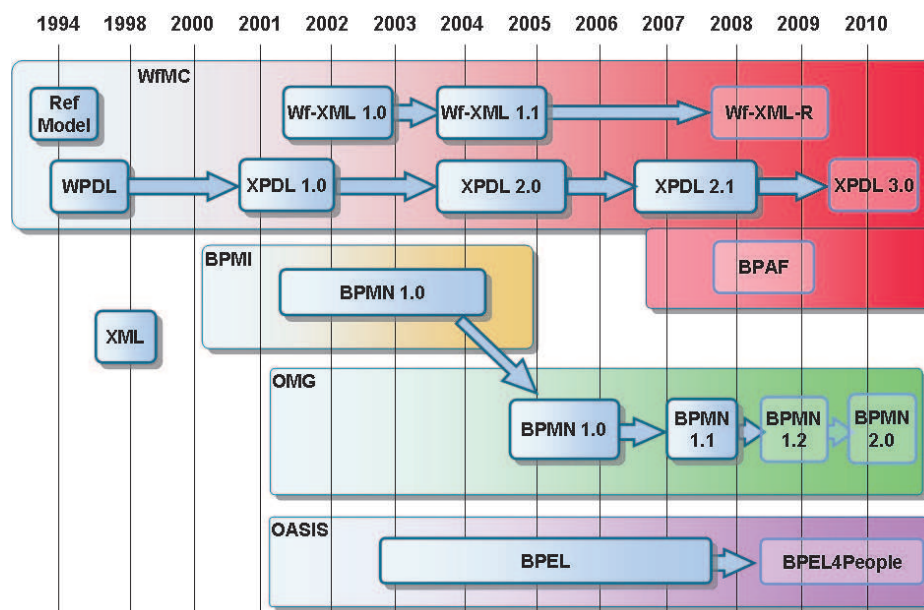 1994 1998 2000 2001 2002 2003 2004 2005 2006 2007 2008 2009 2010
WfMC
Ref
Model
Wf-XML 1.0
Wf-XML 1.1
Wf-XML-R
WPDL
XPDL 1.0
XPDL 2.0
XPDL 2.1
XPDL 3.0
BPMI
BPAF
BPMN 1.0
XML
OMG
BPMN 1.0
BPMN
1.1
BPMN
1.2
BPMN
2.0
OASIS
BPEL
BPEL4People